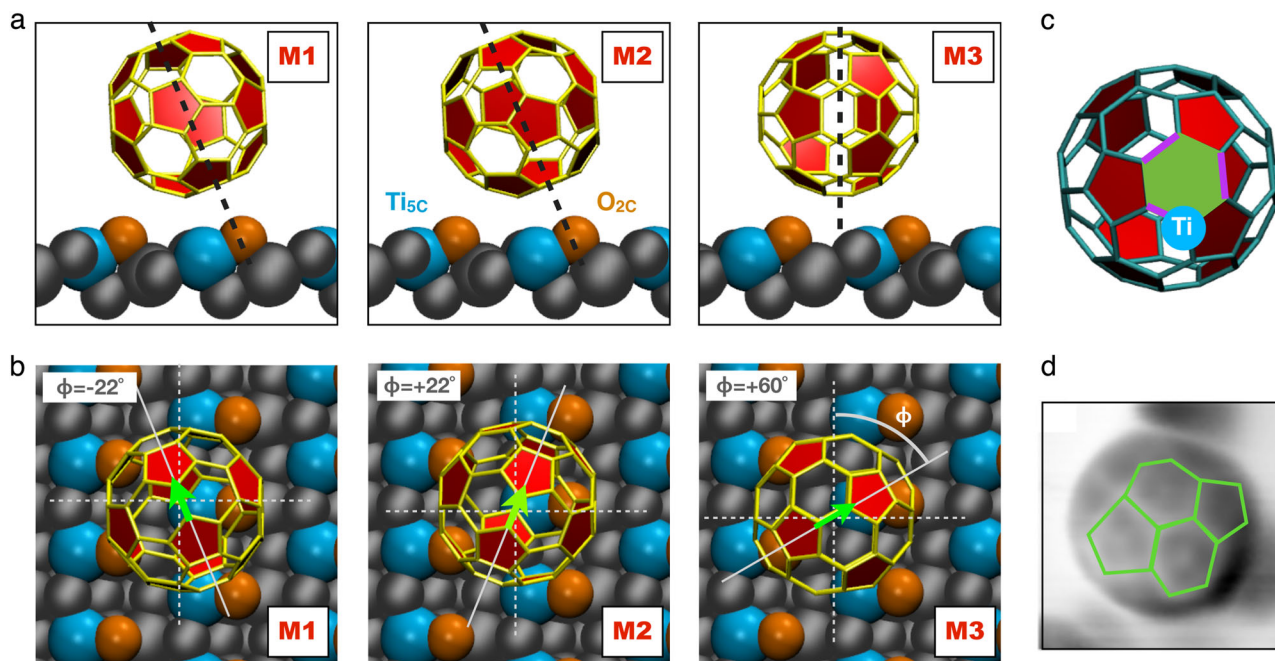 a
M1
M2
M3
c
Ti5C
O2C
Ti
b
ϕ=-22°
ϕ=+22°
ϕ=+60°
ϕ
d
M1
M2
M3